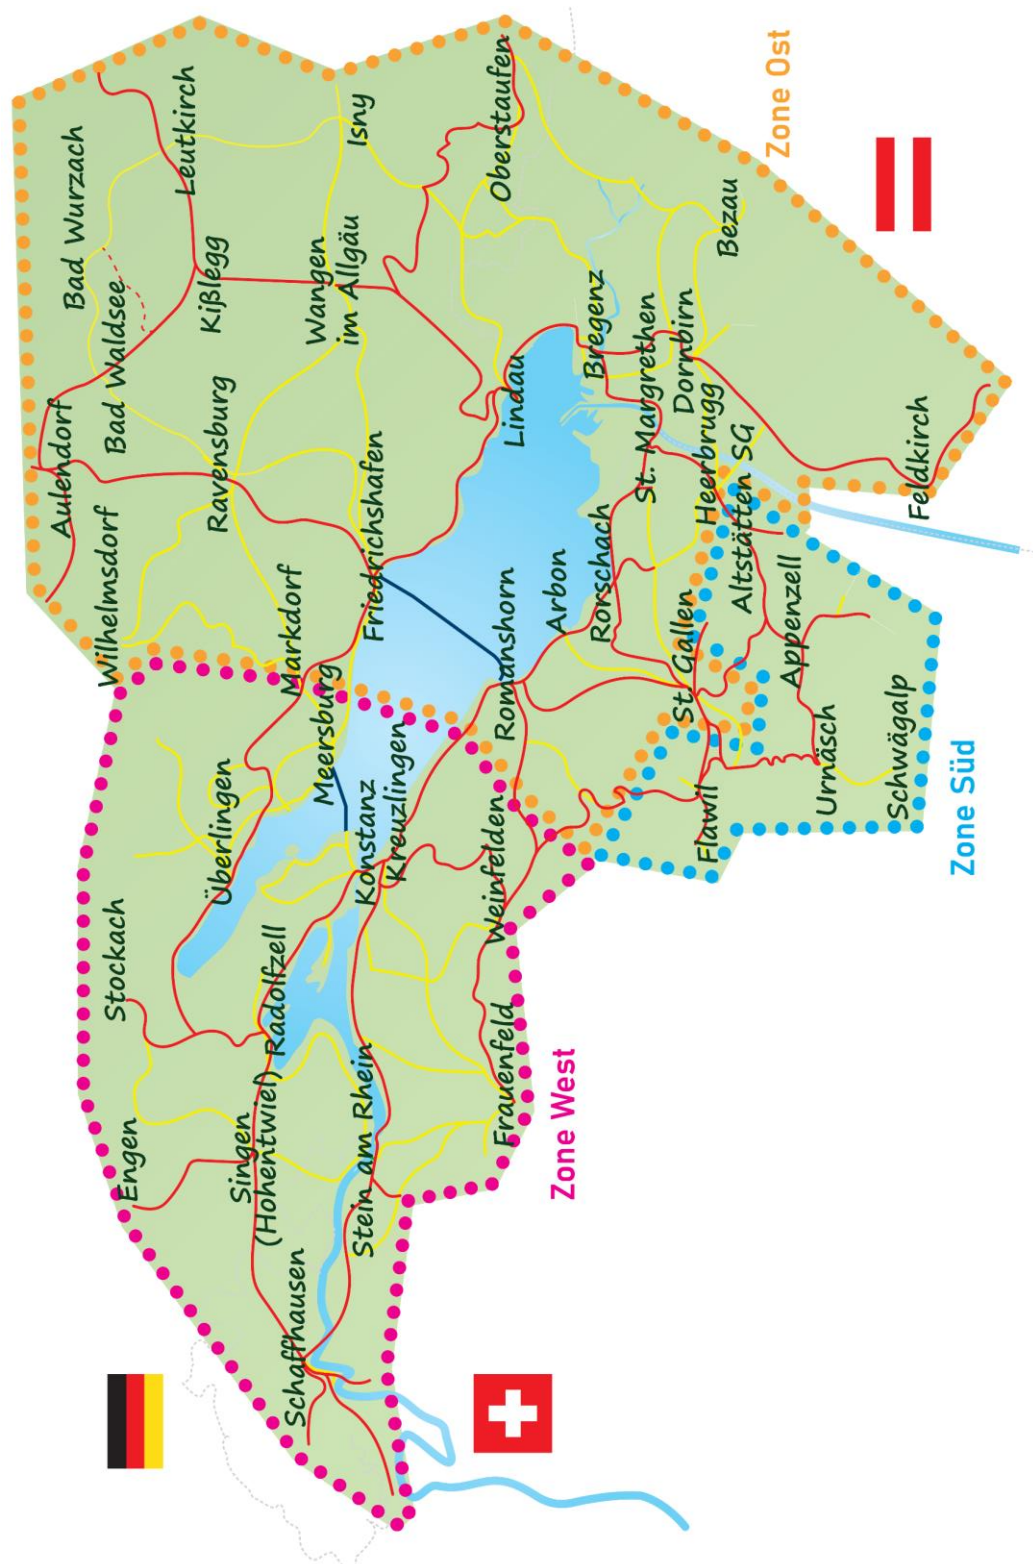 Aulendorf
Bad Wurzach
Bad Waldsee
Leutkirch
Wilhelmsdorf
Engen
Stockach
Ravensburg
Kißlegg
Überlingen
Singen
(Hohentwiel)
Radolfzell
Markdorf
Wangen
im Allgäu
Isny
Schaffhausen
Meersburg
Friedrichshafen
Stein am Rhein
Konstanz
Kreuzlingen
Lindau
Oberstaufen
Frauenfeld
Weinfelden
Romanshorn
Arbon
Bregenz
Zone West
Rorschach
St. Margrethen
Dornbirn
Bezau
St. Gallen
Heerbrugg
Flawil
Altstätten SG
Zone Ost
Appenzell
Urnäsch
Schwägalp
Feldkirch
Zone Süd